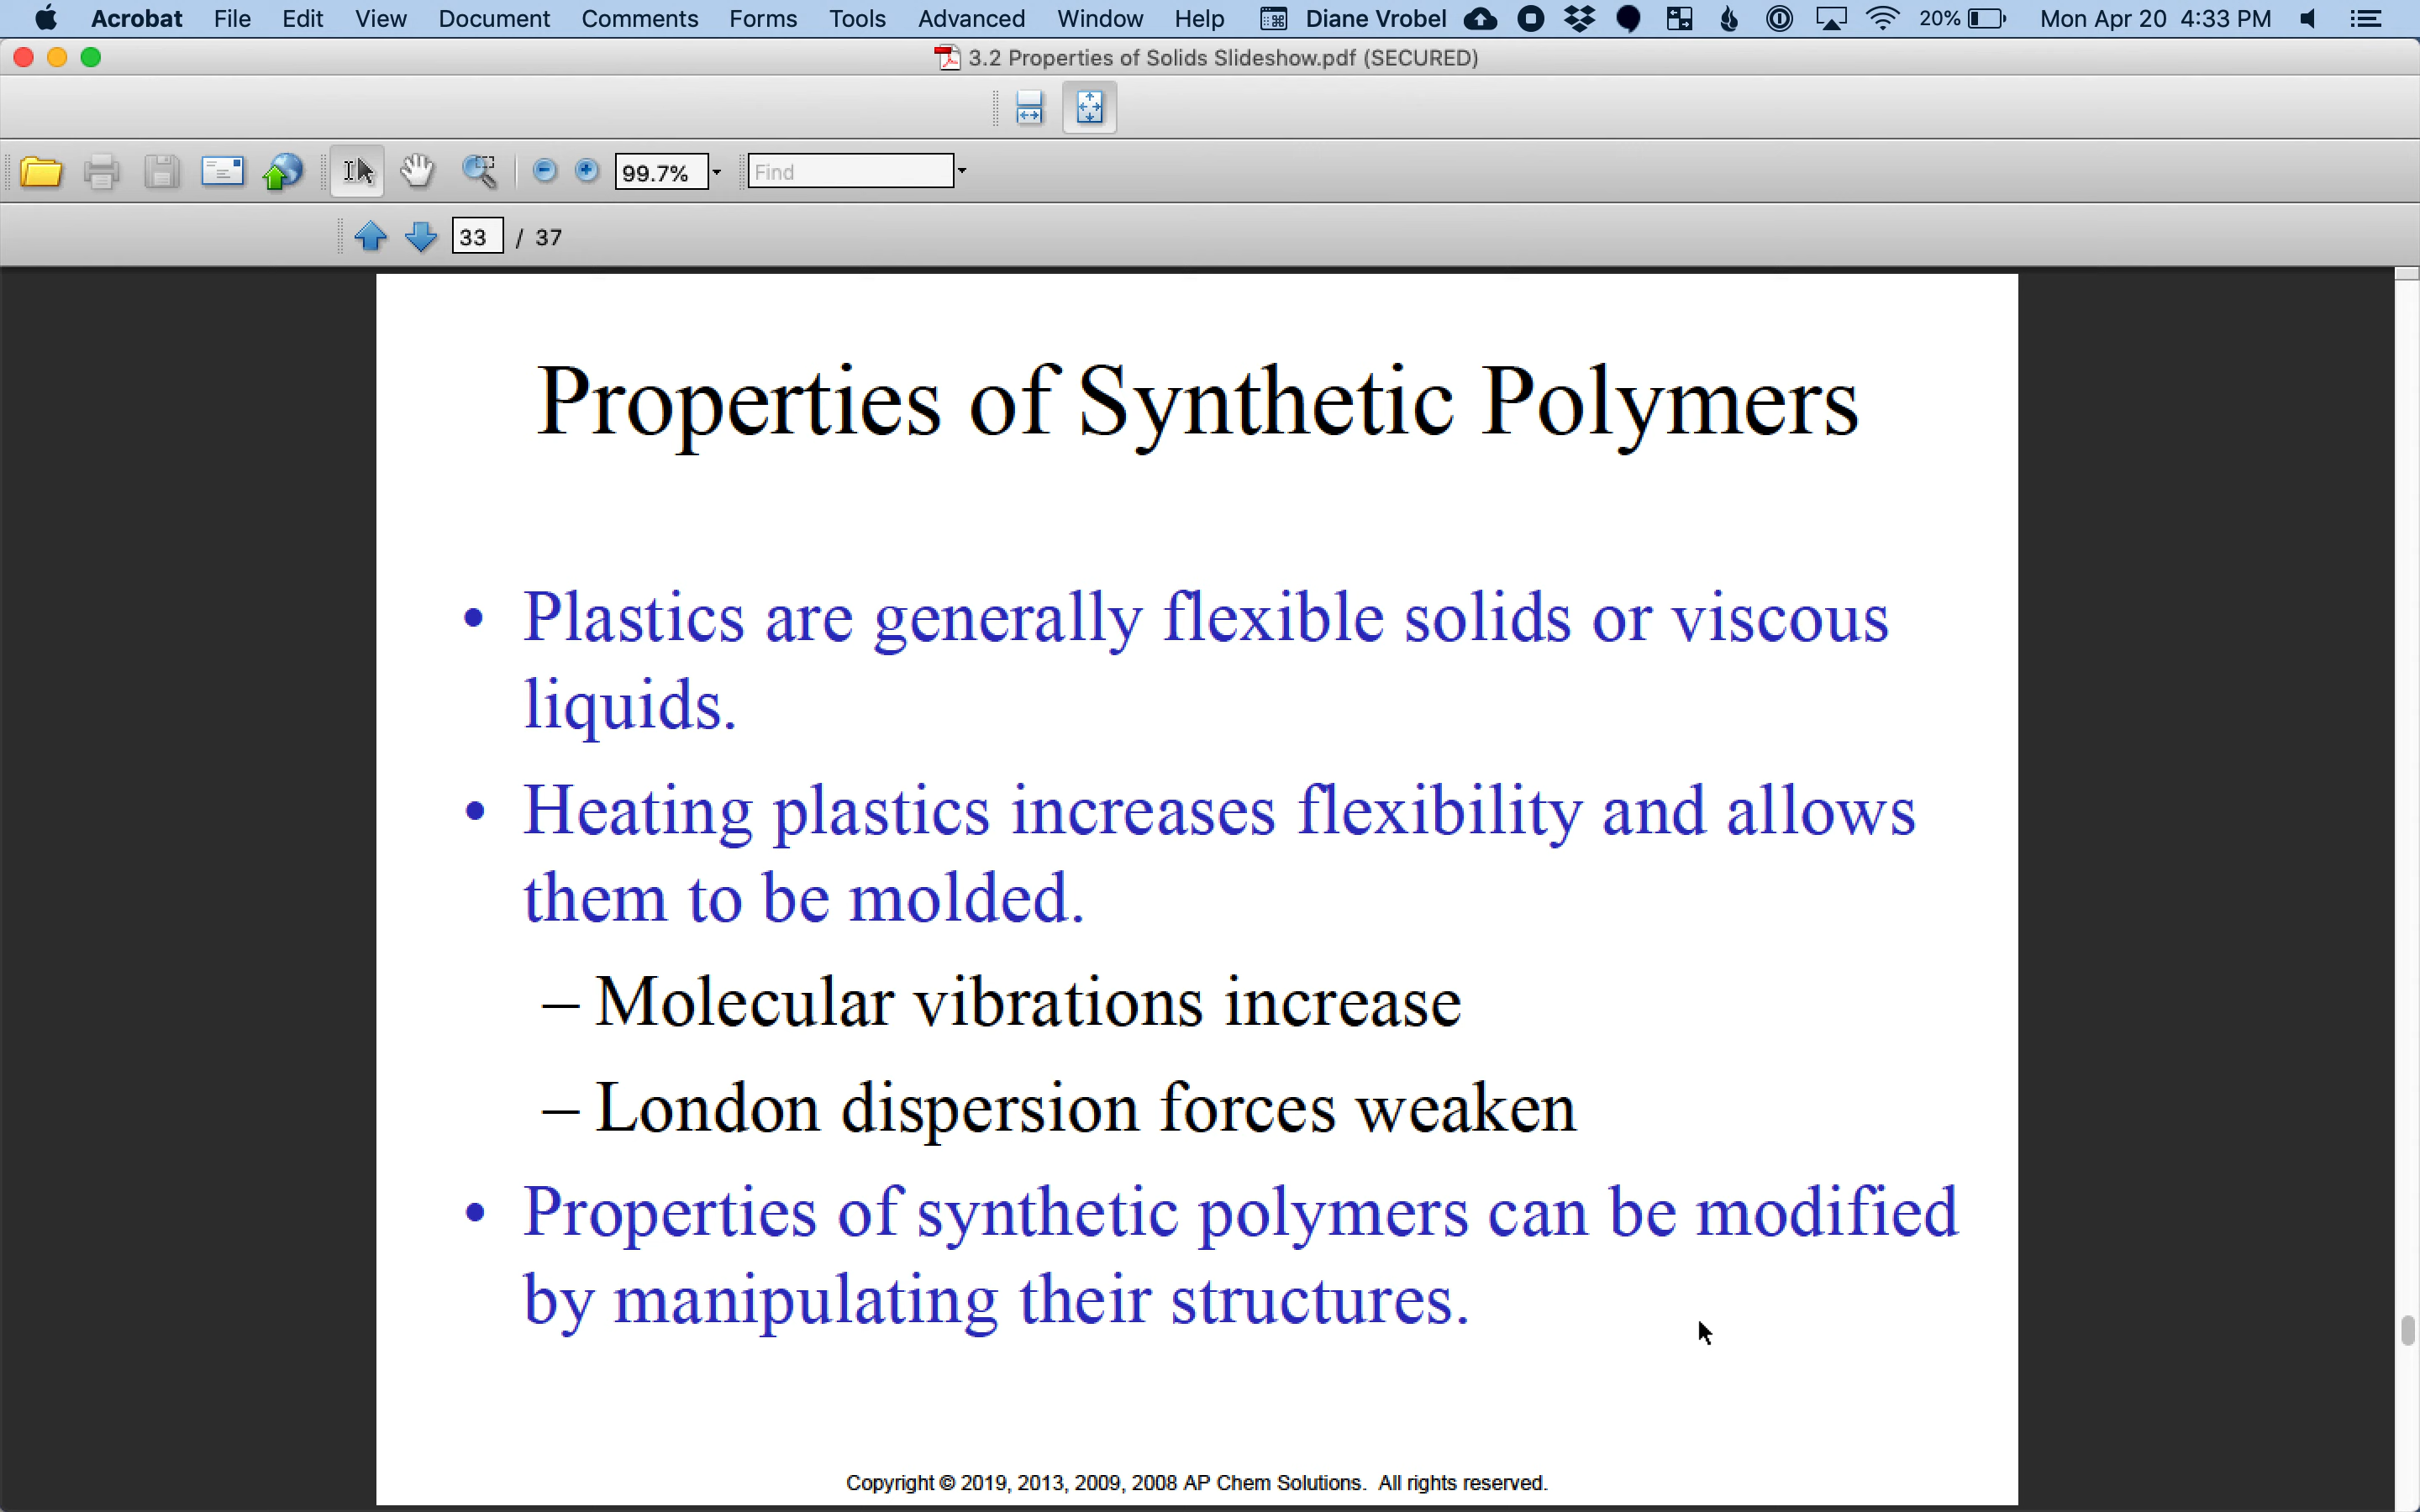 Acrobat File Edit View Document Comments Forms Tools Advanced Window Help Diane Vrobel 20% Mon Apr 20 4:33 PM
3.2 Properties of Solids Slideshow.pdf (SECURED)
99.7% Find
33 / 37
Properties of Synthetic Polymers
• Plastics are generally flexible solids or viscous
liquids.
• Heating plastics increases flexibility and allows
them to be molded.
– Molecular vibrations increase
– London dispersion forces weaken
• Properties of synthetic polymers can be modified
by manipulating their structures.
Copyright © 2019, 2013, 2009, 2008 AP Chem Solutions. All rights reserved.